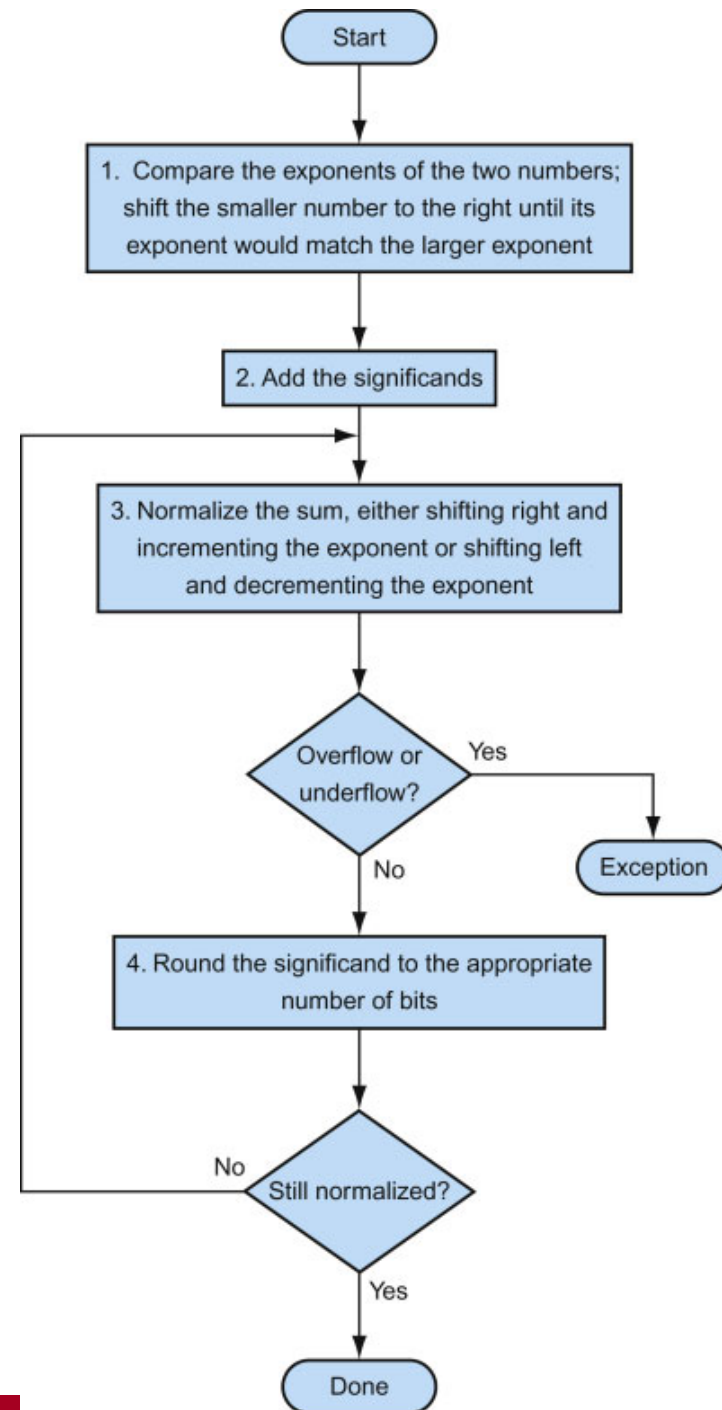 Start
1. Compare the exponents of the two numbers;
shift the smaller number to the right until its
exponent would match the larger exponent
2. Add the significands
3. Normalize the sum, either shifting right and
incrementing the exponent or shifting left
and decrementing the exponent
Overflow or
underflow?
Yes
No
Exception
4. Round the significand to the appropriate
number of bits
No
Still normalized?
Yes
Done